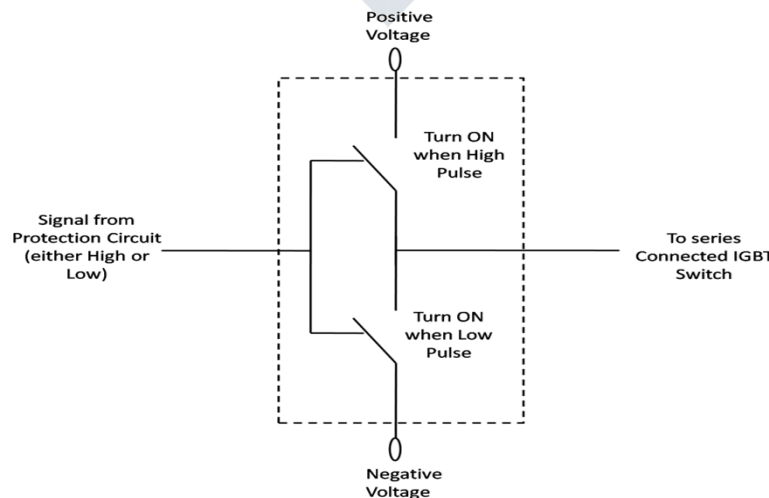 Positive
Voltage
Turn ON
when High
Pulse
Signal from
Protection Circuit
(either High or
Low)
To series
Connected IGBT
Switch
Turn ON
when Low
Pulse
Negative
Voltage